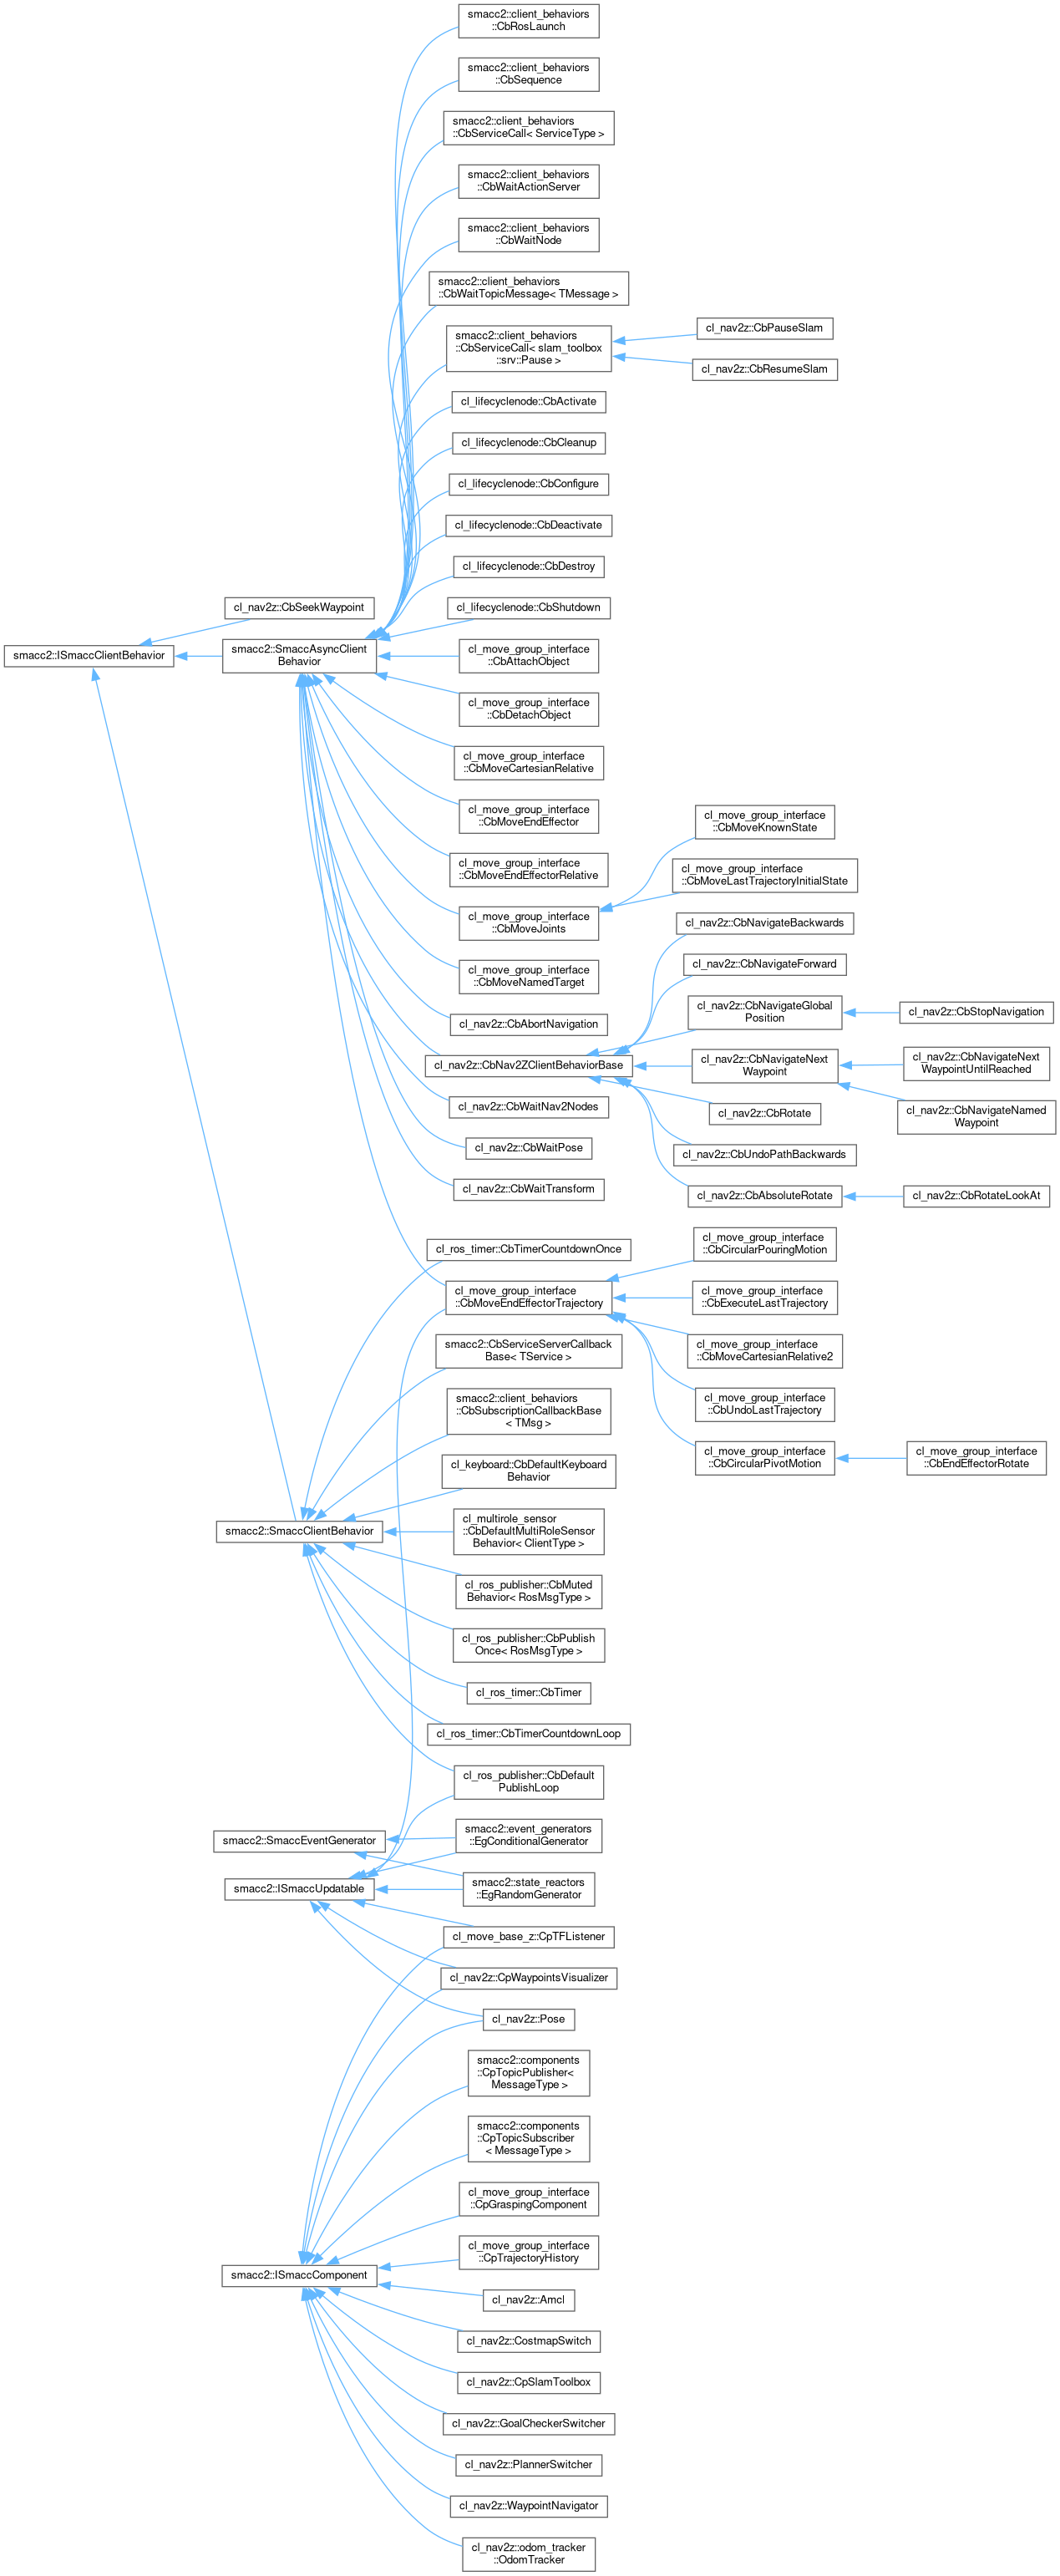 smacc2::client_behaviors
::CbRosLaunch
smacc2::client_behaviors
::CbSequence
smacc2::client_behaviors
::CbServiceCall< ServiceType >
smacc2::client_behaviors
::CbWaitActionServer
smacc2::client_behaviors
::CbWaitNode
smacc2::client_behaviors
::CbWaitTopicMessage< TMessage >
smacc2::client_behaviors
::CbServiceCall< slam_toolbox
::srv::Pause >
cl_nav2z::CbPauseSlam
cl_nav2z::CbResumeSlam
cl_lifecyclenode::CbActivate
cl_lifecyclenode::CbCleanup
cl_lifecyclenode::CbConfigure
cl_lifecyclenode::CbDeactivate
cl_lifecyclenode::CbDestroy
cl_nav2z::CbSeekWaypoint
cl_lifecyclenode::CbShutdown
smacc2::ISmaccClientBehavior
smacc2::SmaccAsyncClient
Behavior
cl_move_group_interface
::CbAttachObject
cl_move_group_interface
::CbDetachObject
cl_move_group_interface
::CbMoveCartesianRelative
cl_move_group_interface
::CbMoveEndEffector
cl_move_group_interface
::CbMoveKnownState
cl_move_group_interface
::CbMoveEndEffectorRelative
cl_move_group_interface
::CbMoveLastTrajectoryInitialState
cl_move_group_interface
::CbMoveJoints
cl_nav2z::CbNavigateBackwards
cl_move_group_interface
::CbMoveNamedTarget
cl_nav2z::CbNavigateForward
cl_nav2z::CbAbortNavigation
cl_nav2z::CbNavigateGlobal
Position
cl_nav2z::CbStopNavigation
cl_nav2z::CbNav2ZClientBehaviorBase
cl_nav2z::CbNavigateNext
Waypoint
cl_nav2z::CbNavigateNext
WaypointUntilReached
cl_nav2z::CbWaitNav2Nodes
cl_nav2z::CbRotate
cl_nav2z::CbNavigateNamed
Waypoint
cl_nav2z::CbWaitPose
cl_nav2z::CbUndoPathBackwards
cl_nav2z::CbWaitTransform
cl_nav2z::CbAbsoluteRotate
cl_nav2z::CbRotateLookAt
cl_ros_timer::CbTimerCountdownOnce
cl_move_group_interface
::CbCircularPouringMotion
cl_move_group_interface
::CbMoveEndEffectorTrajectory
cl_move_group_interface
::CbExecuteLastTrajectory
smacc2::CbServiceServerCallback
Base< TService >
cl_move_group_interface
::CbMoveCartesianRelative2
smacc2::client_behaviors
::CbSubscriptionCallbackBase
< TMsg >
cl_move_group_interface
::CbUndoLastTrajectory
cl_keyboard::CbDefaultKeyboard
Behavior
cl_move_group_interface
::CbCircularPivotMotion
cl_move_group_interface
::CbEndEffectorRotate
smacc2::SmaccClientBehavior
cl_multirole_sensor
::CbDefaultMultiRoleSensor
Behavior< ClientType >
cl_ros_publisher::CbMuted
Behavior< RosMsgType >
cl_ros_publisher::CbPublish
Once< RosMsgType >
cl_ros_timer::CbTimer
cl_ros_timer::CbTimerCountdownLoop
cl_ros_publisher::CbDefault
PublishLoop
smacc2::SmaccEventGenerator
smacc2::event_generators
::EgConditionalGenerator
smacc2::ISmaccUpdatable
smacc2::state_reactors
::EgRandomGenerator
cl_move_base_z::CpTFListener
cl_nav2z::CpWaypointsVisualizer
cl_nav2z::Pose
smacc2::components
::CpTopicPublisher<
MessageType >
smacc2::components
::CpTopicSubscriber
< MessageType >
cl_move_group_interface
::CpGraspingComponent
cl_move_group_interface
::CpTrajectoryHistory
smacc2::ISmaccComponent
cl_nav2z::Amcl
cl_nav2z::CostmapSwitch
cl_nav2z::CpSlamToolbox
cl_nav2z::GoalCheckerSwitcher
cl_nav2z::PlannerSwitcher
cl_nav2z::WaypointNavigator
cl_nav2z::odom_tracker
::OdomTracker